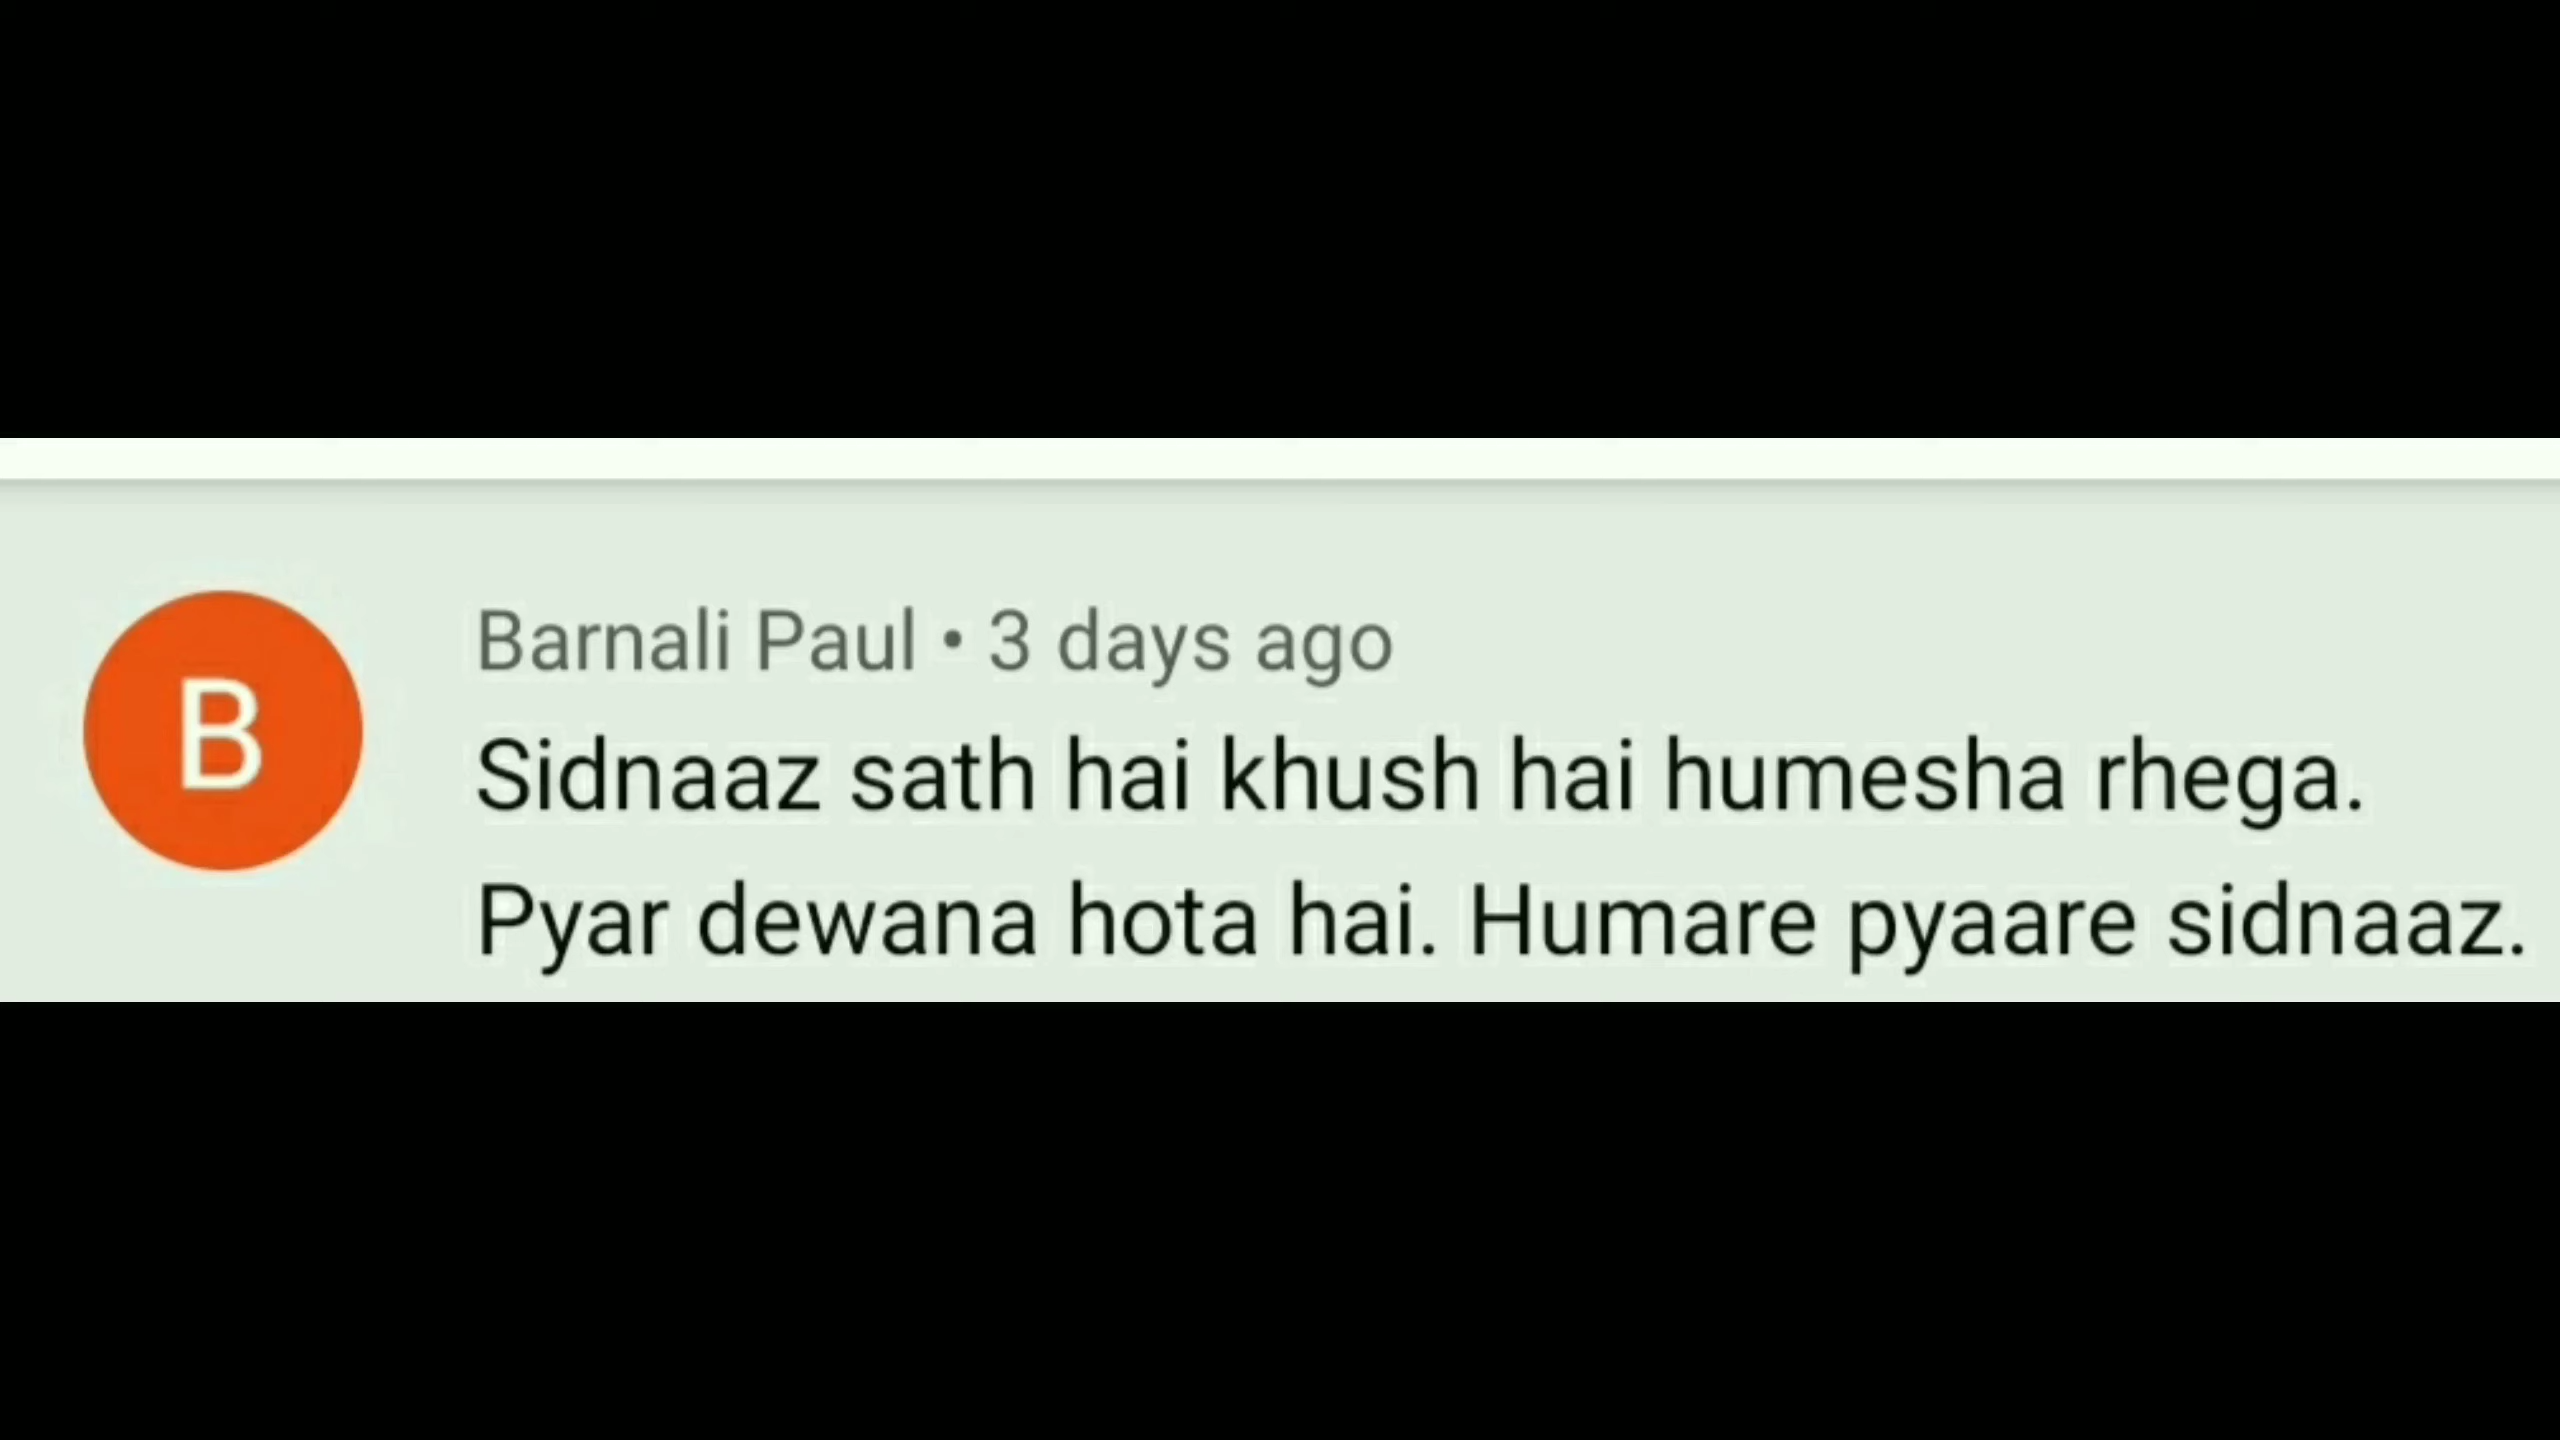 B
Barnali Paul • 3 days ago
Sidnaaz sath hai khush hai humesha rhega.
Pyar dewana hota hai. Humare pyaare sidnaaz.